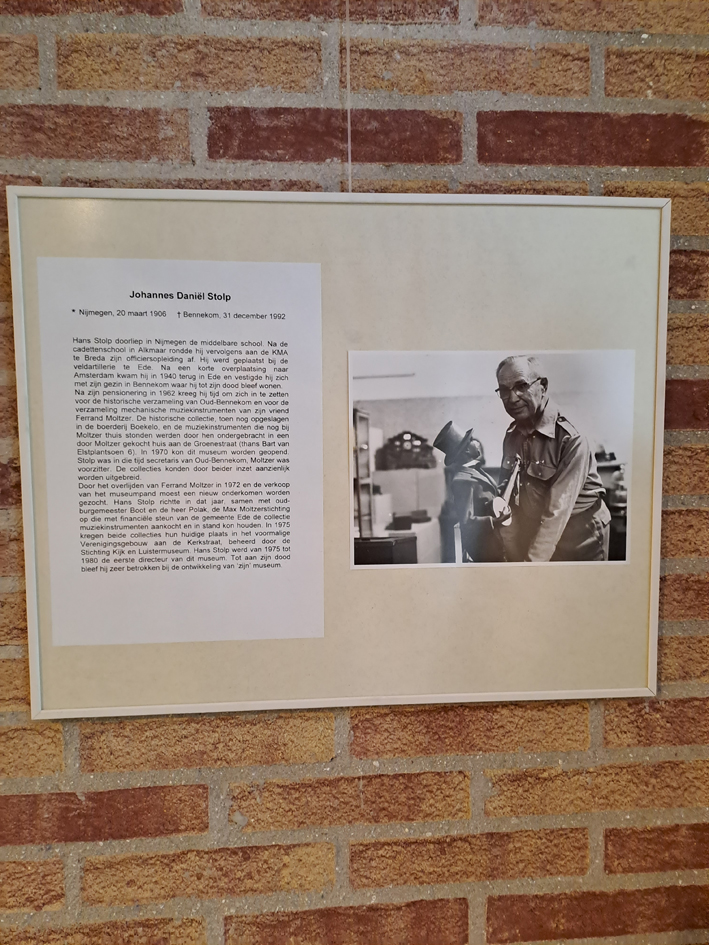 Johannes Daniël Stolp
* Nijmegen, 20 maart 1906 † Bennekom, 31 december 1992
Hans Stolp doorliep in Nijmegen de middelbare school. Na de
cadettenschool in Alkmaar rondde hij vervolgens aan de KMA
te Breda zijn officiersopleiding af. Hij werd geplaatst bij de
veldartillerie te Ede. Na een korte overplaatsing naar
Amsterdam kwam hij in 1940 terug in Ede en vestigde hij zich
met zijn gezin in Bennekom waar hij tot zijn dood bleef wonen.
Na zijn pensionering in 1962 kreeg hij tijd om zich in te zetten
voor de historische verzameling van Oud-Bennekom en voor de
verzameling mechanische muziekinstrumenten van zijn vriend
Ferrand Moltzer. De historische collectie, toen nog opgeslagen
in de boerderij Boekelo, en de muziekinstrumenten die nog bij
Moltzer thuis stonden werden door hen ondergebracht in een
door Moltzer gekocht huis aan de Groenestraat (thans Bart van
Elstplantsoen 6). In 1970 kon dit museum worden geopend.
Stolp was in die tijd secretaris van Oud-Bennekom, Moltzer was
voorzitter. De collecties konden door beider inzet aanzienlijk
worden uitgebreid.
Door het overlijden van Ferrand Moltzer in 1972 en de verkoop
van het museumpand moest een nieuw onderkomen worden
gezocht. Hans Stolp richtte in dat jaar, samen met oud-
burgemeester Boot en de heer Polak, de Max Moltzerstichting
op die met financiële steun van de gemeente Ede de collectie
muziekinstrumenten aankocht en in stand kon houden. In 1975
kregen beide collecties hun huidige plaats in het voormalige
Verenigingsgebouw aan de Kerkstraat, beheerd door de
Stichting Kijk en Luistermuseum. Hans Stolp werd van 1975 tot
1980 de eerste directeur van dit museum. Tot aan zijn dood
bleef hij zeer betrokken bij de ontwikkeling van 'zijn' museum.